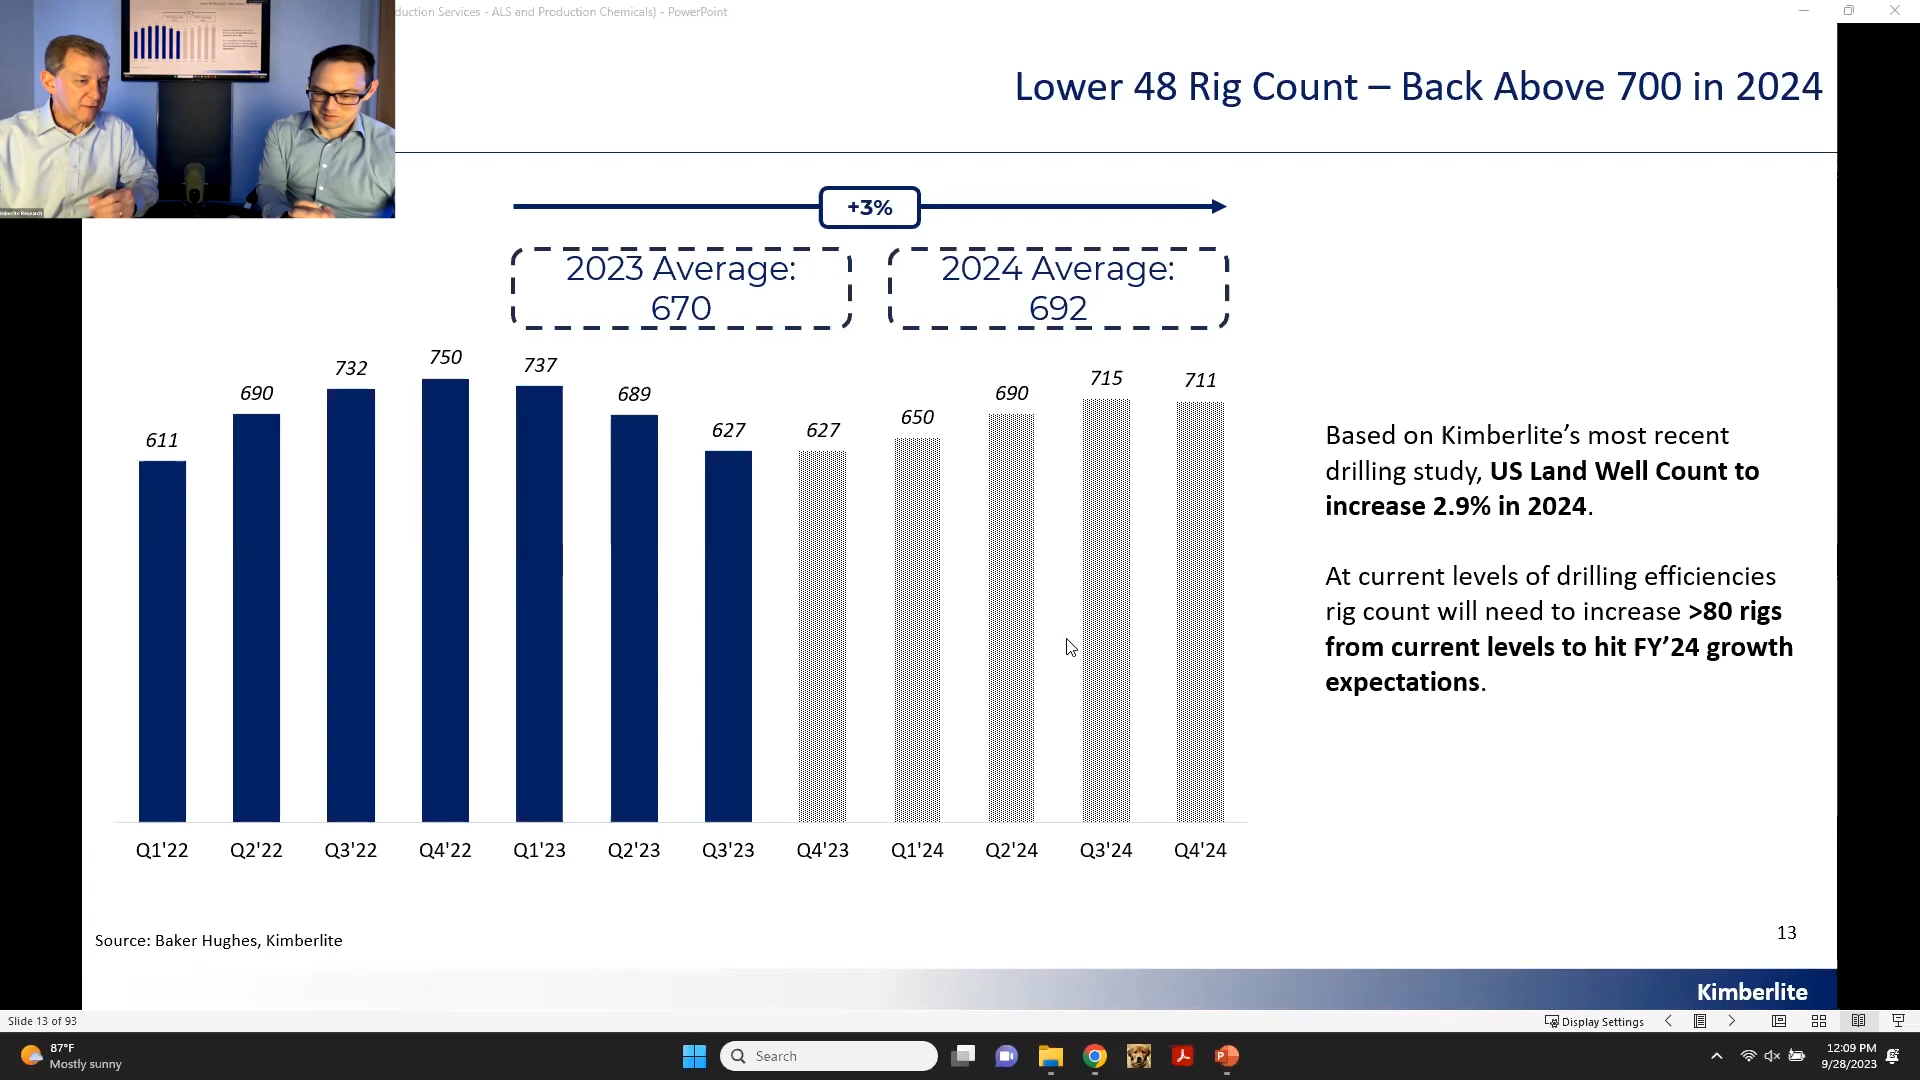 duction Services - ALS and Production Chemicals) - PowerPoint
Lower 48 Rig Count – Back Above 700 in 2024
+3%
2023 Average:
670
2024 Average:
692
611
690
732
750
737
689
627
627
650
690
715
711
Q1'22
Q2'22
Q3'22
Q4'22
Q1'23
Q2'23
Q3'23
Q4'23
Q1'24
Q2'24
Q3'24
Q4'24
Based on Kimberlite’s most recent
drilling study, US Land Well Count to
increase 2.9% in 2024.
At current levels of drilling efficiencies
rig count will need to increase >80 rigs
from current levels to hit FY’24 growth
expectations.
Source: Baker Hughes, Kimberlite
13
Kimberlite
Slide 13 of 93
Display Settings
87°F
Mostly sunny
Search
12:09 PM
9/28/2023